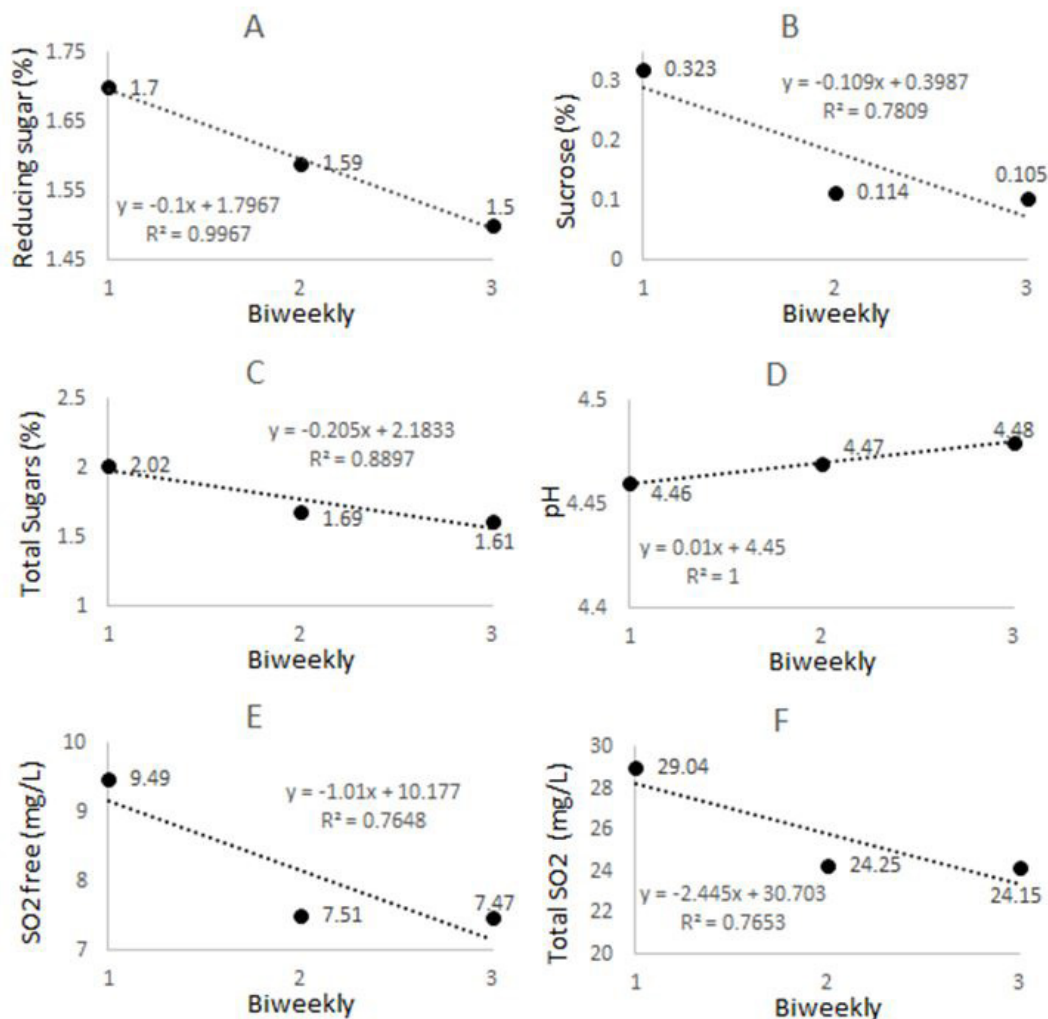 A
Reducing sugar (%)
1.75
1.65
1.55
1.45
1.7
1.59
1.5
y = -0.1x + 1.7967
R² = 0.9967
1
2
3
Biweekly
B
Sucrose (%)
0.3
0.2
0.1
0
0.323
0.114
0.105
y = -0.109x + 0.3987
R² = 0.7809
1
2
3
Biweekly
C
Total Sugars (%)
2.5
2
1.5
1
2.02
1.69
1.61
y = -0.205x + 2.1833
R² = 0.8897
1
2
3
Biweekly
D
pH
4.5
4.45
4.4
4.46
4.47
4.48
y = 0.01x + 4.45
R² = 1
1
2
3
Biweekly
E
SO2free (mg/L)
10
9
8
7
9.49
7.51
7.47
y = -1.01x + 10.177
R² = 0.7648
1
2
3
Biweekly
F
Total SO2 (mg/L)
30
28
26
24
22
20
29.04
24.25
24.15
y = -2.445x + 30.703
R² = 0.7653
1
2
3
Biweekly